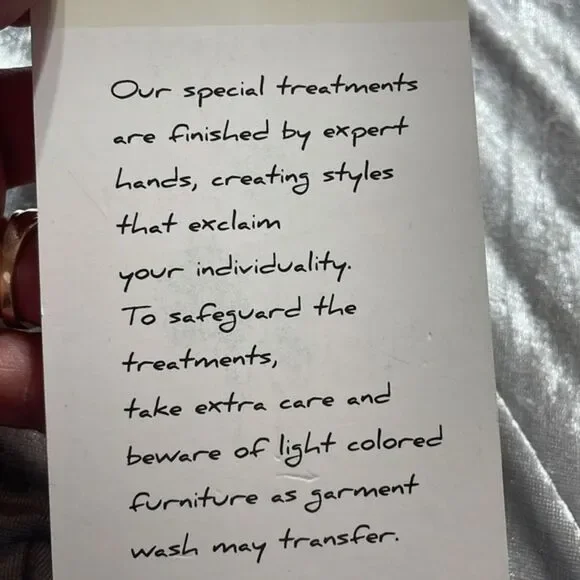 Our special treatments
are finished by expert
hands, creating styles
that exclaim
your individuality.
To safeguard the
treatments,
take extra care and
beware of light colored
furniture as garment
wash may transfer.